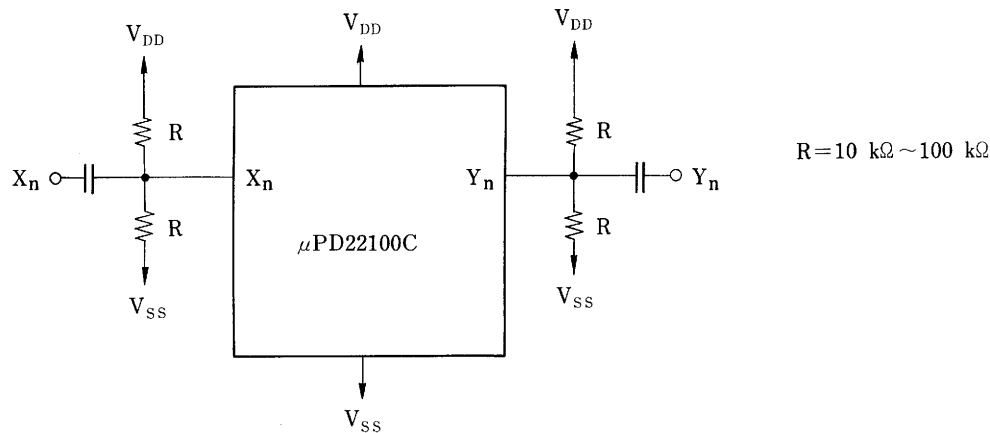 V_DD
V_DD
V_DD
R
R
R=10 kΩ~100 kΩ
X_n
X_n
Y_n
Y_n
R
R
μPD22100C
V_SS
V_SS
V_SS